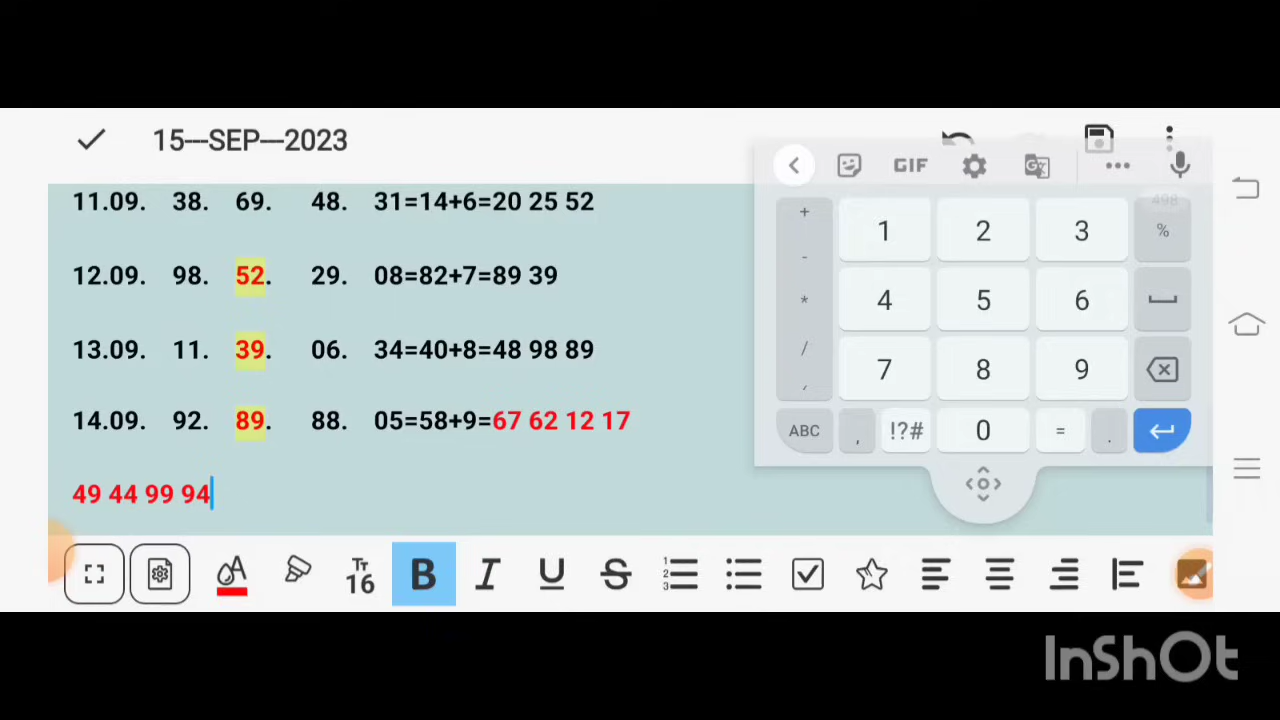 15---SEP---2023
GIF
498
11.09. 38. 69. 48. 31=14+6=20 25 52
12.09. 98. 52. 29. 08=82+7=89 39
13.09. 11. 39. 06. 34=40+8=48 98 89
14.09. 92. 89. 88. 05=58+9=67 62 12 17
49 44 99 94
+ 1 2 3 %
-
* 4 5 6
/ 7 8 9
ABC , !?# 0 = .
Tт
16 B I U S
InShOt